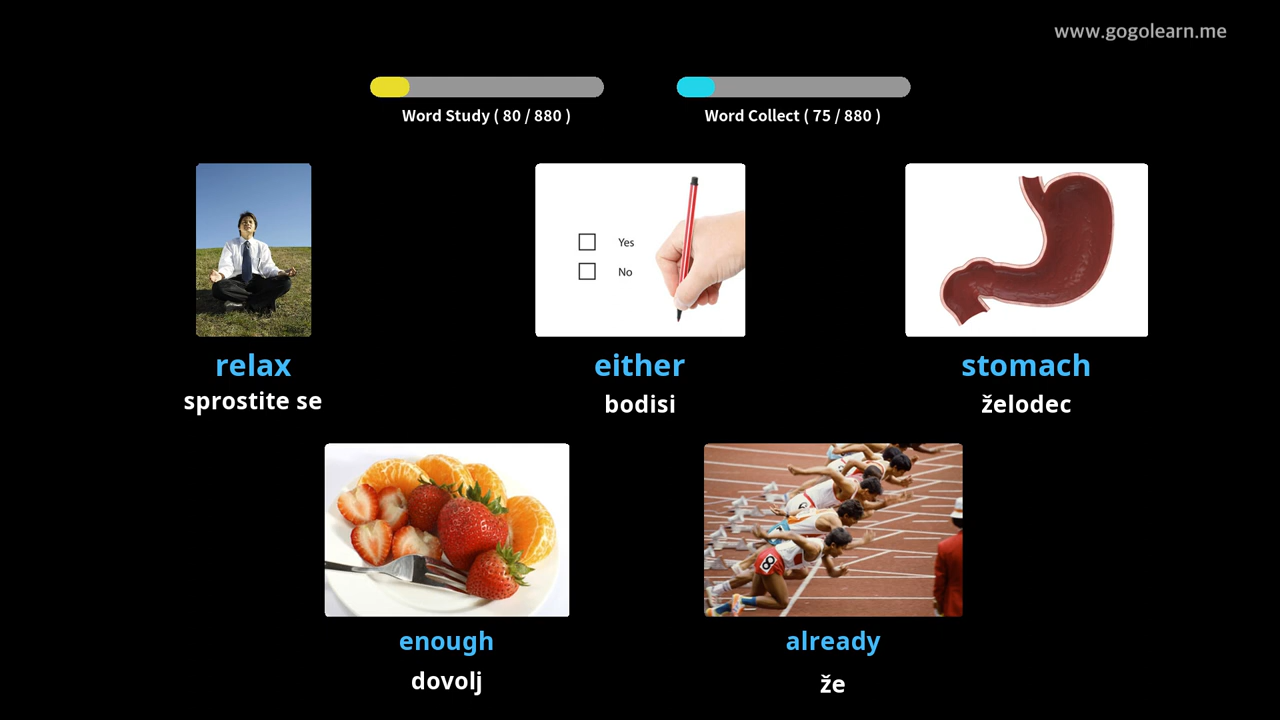 www.gogolearn.me
Word Study ( 80 / 880 )
Word Collect ( 75 / 880 )
Yes
No
relax
either
stomach
sprostite se
bodisi
želodec
8
enough
already
dovolj
že